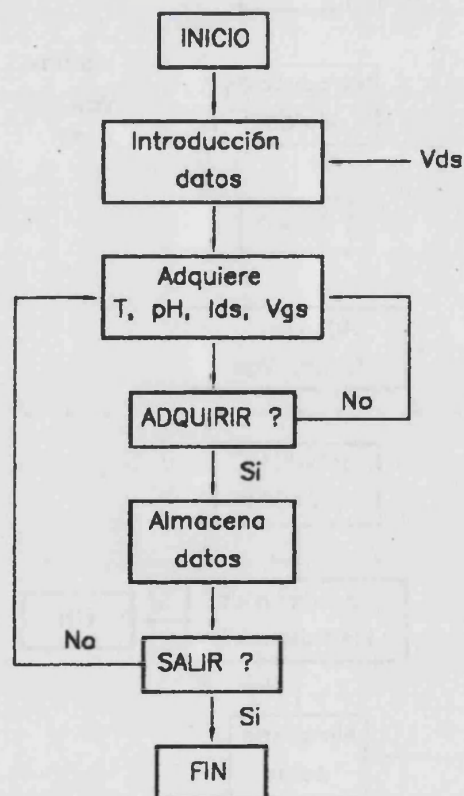 INICIO
Introducción
datos
Vds
Adquiere
T, pH, Ids, Vgs
ADQUIRIR ?
No
Si
Almacena
datos
No
SALIR ?
Si
FIN